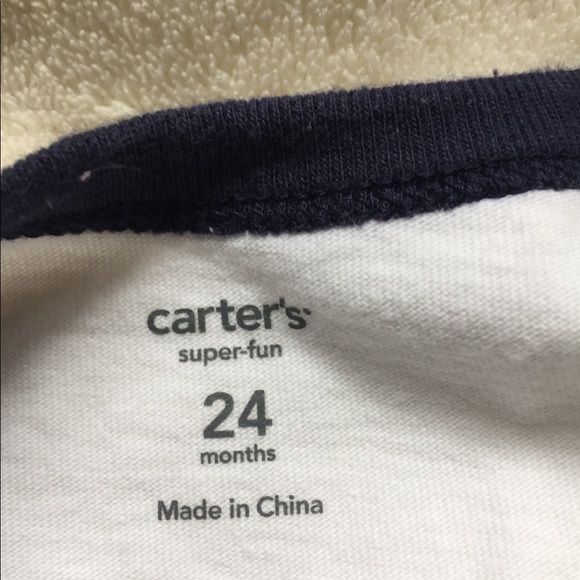 carter's
super-fun
24
months
Made in China